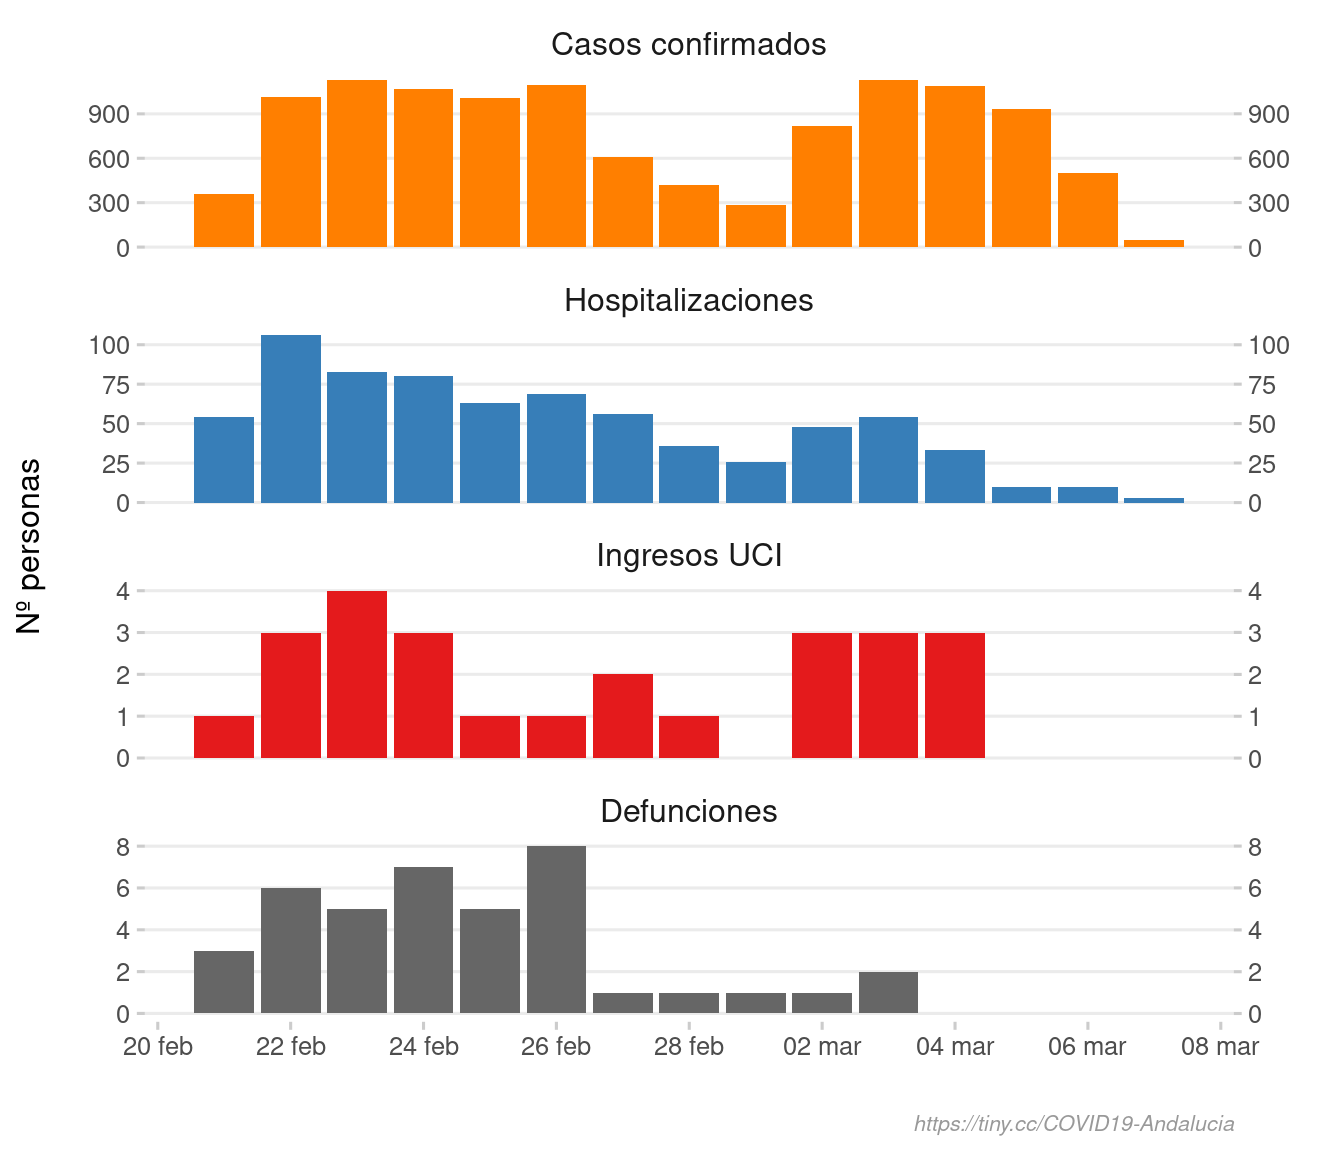 Casos confirmados
900 900
600 600
300 300
0 0
Hospitalizaciones
100 100
75 75
50 50
25 25
0 0
Nº personas
Ingresos UCI
4 4
3 3
2 2
1 1
0 0
Defunciones
8 8
6 6
4 4
2 2
0 0
20 feb 22 feb 24 feb 26 feb 28 feb 02 mar 04 mar 06 mar 08 mar
https://tiny.cc/COVID19-Andalucia